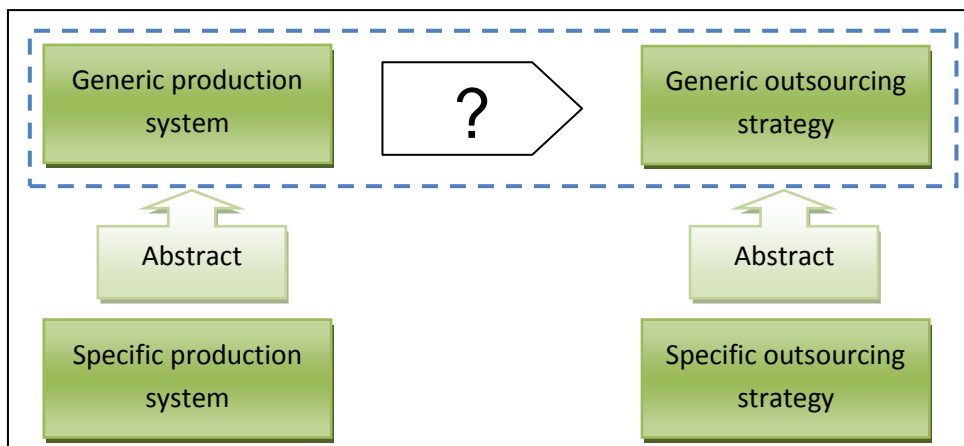 Generic production
system
?
Generic outsourcing
strategy
Abstract
Abstract
Specific production
system
Specific outsourcing
strategy